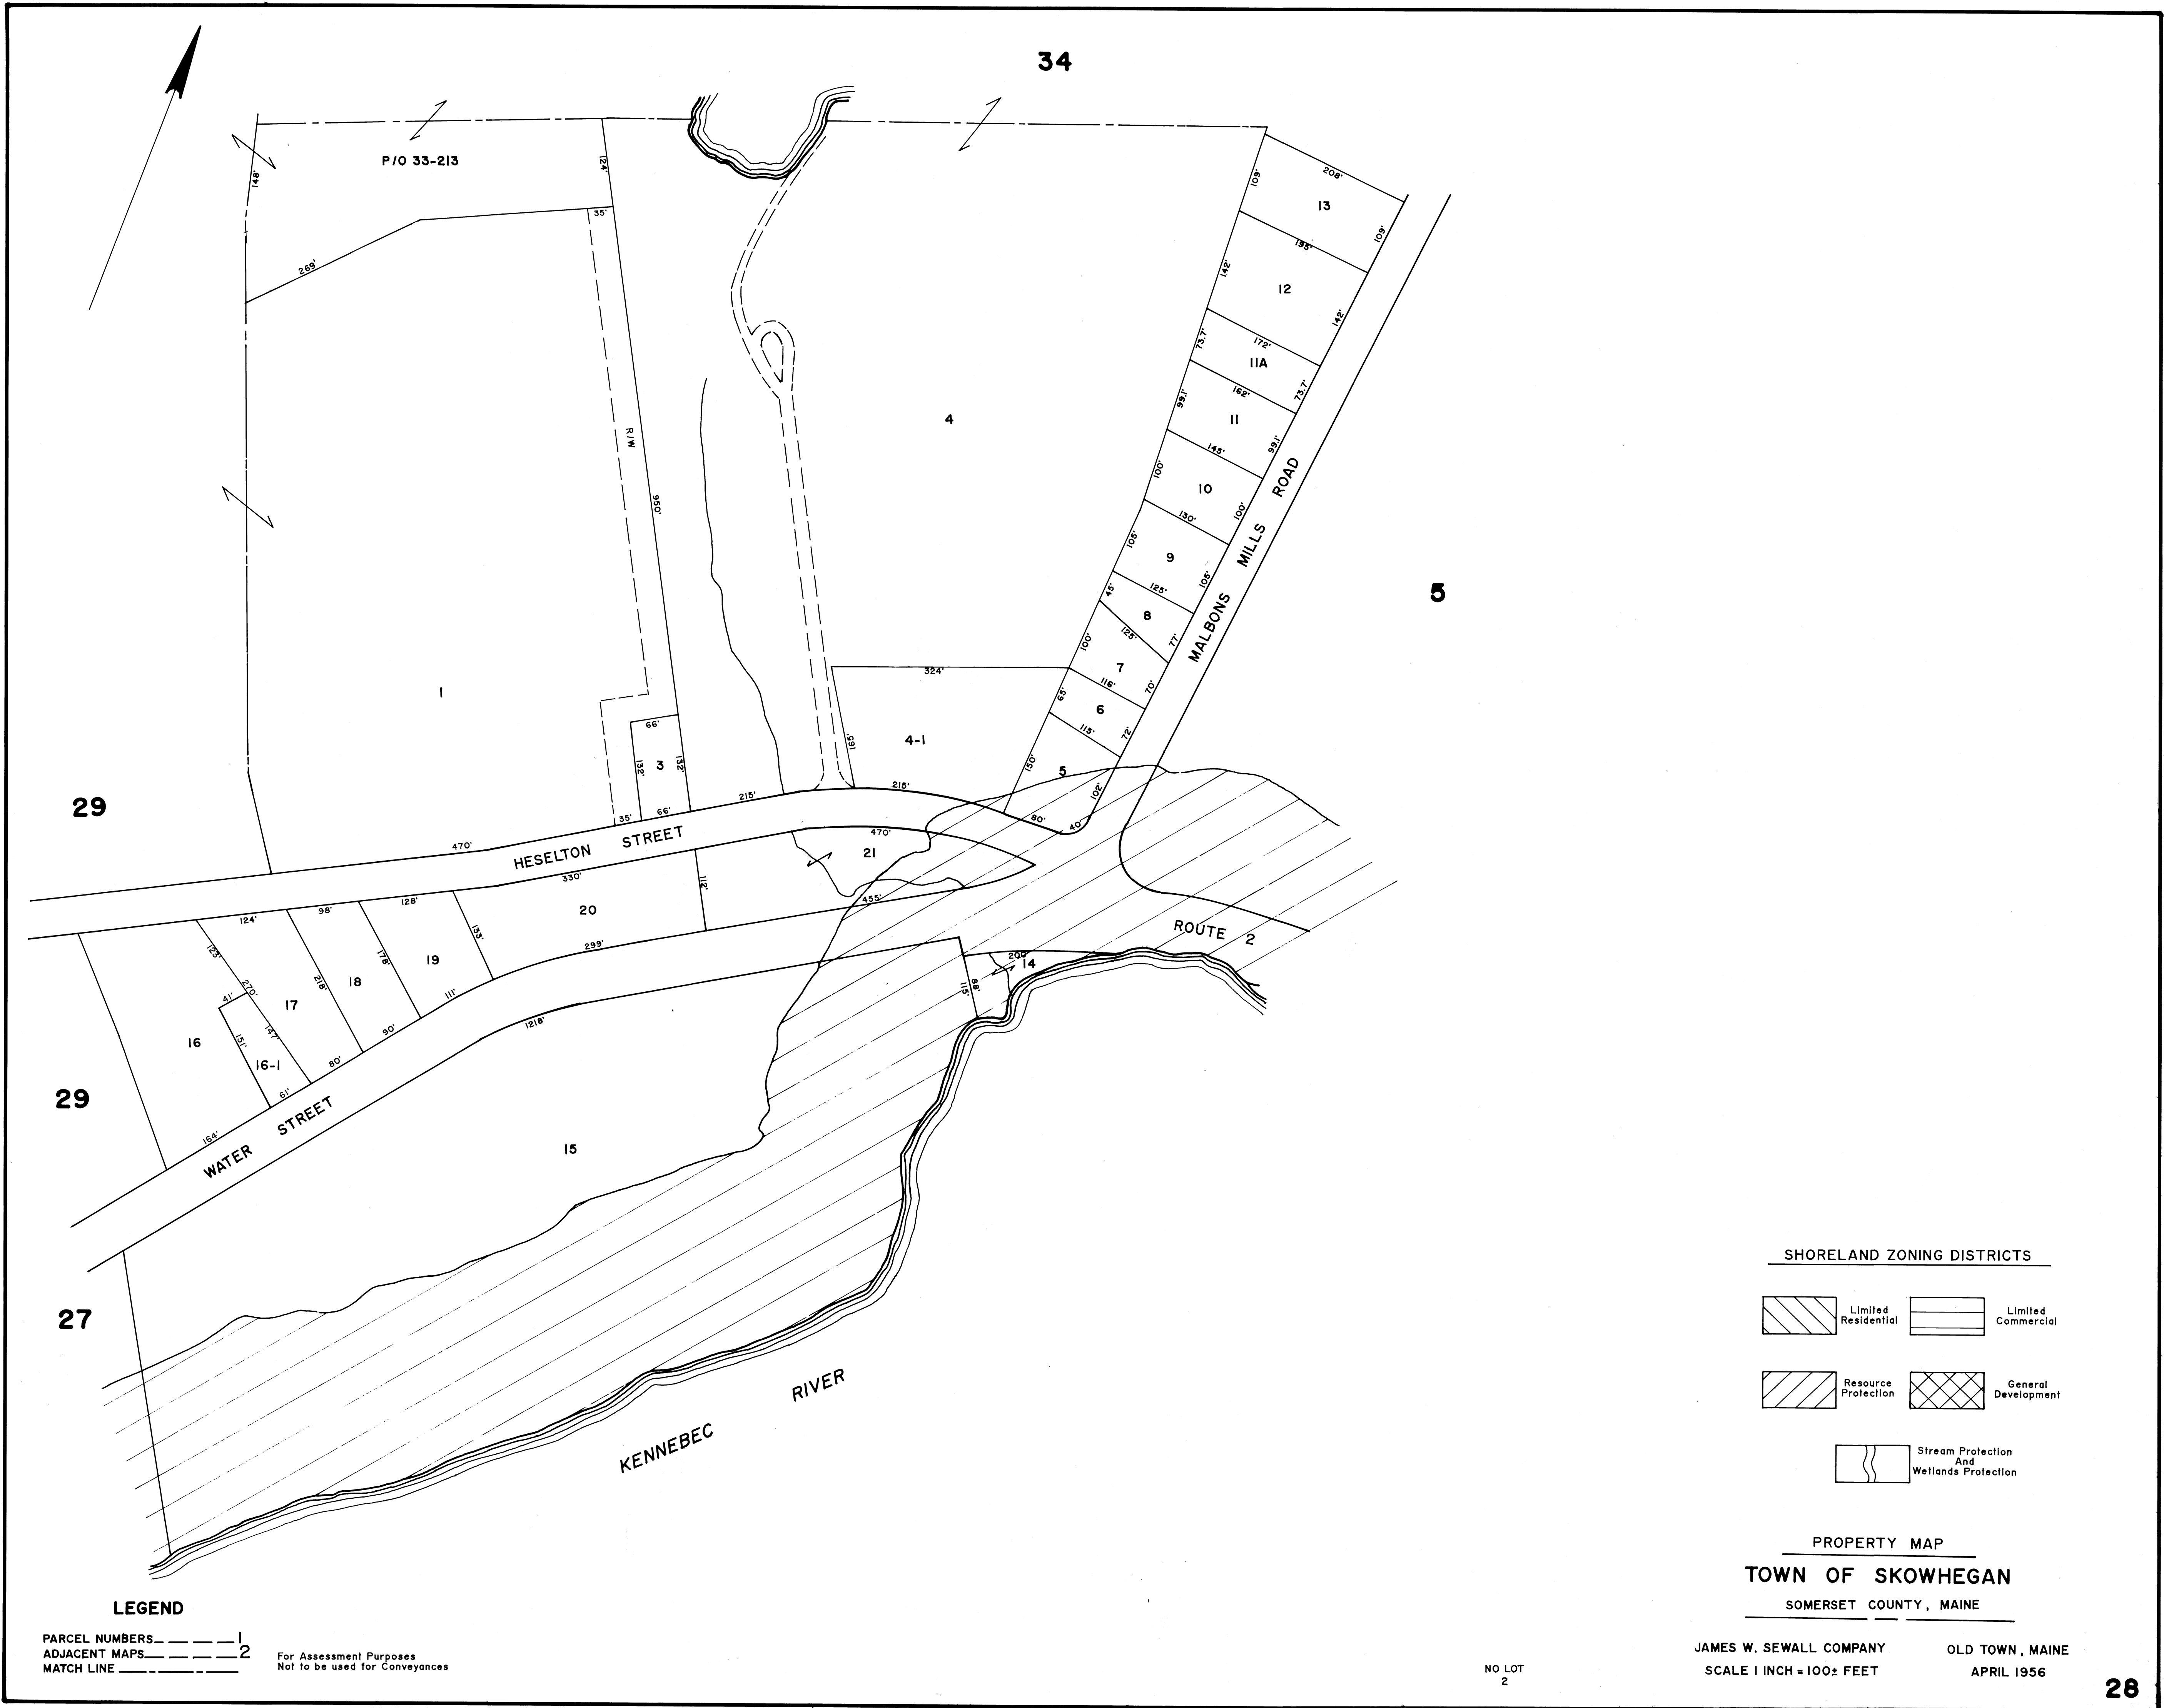 34
P/O 33-213
148'
124'
35'
269'
R/W
950'
1
4
208'
109'
13
109'
195'
142'
12
142'
73.7'
172'
11A
73.7'
162'
99.1'
11
99.1'
145'
100'
10
100'
130'
105'
9
105'
125'
45'
8
77'
125'
100'
7
70'
116'
65'
6
72'
115'
150'
5
102'
80'
40'
MALBONS MILLS ROAD
5
324'
4-1
165'
66'
132'
3
132'
66'
35'
215'
215'
29
470'
HESELTON STREET
470'
21
330'
112'
455'
20
299'
124'
98'
128'
133'
123'
270'
218'
178'
19
18
17
41'
147'
151'
16
16-1
111'
90'
80'
61'
164'
29
WATER STREET
1218'
ROUTE 2
200'
14
88'
115'
15
27
KENNEBEC RIVER
SHORELAND ZONING DISTRICTS
Limited
Residential
Limited
Commercial
Resource
Protection
General
Development
Stream Protection
And
Wetlands Protection
PROPERTY MAP
TOWN OF SKOWHEGAN
SOMERSET COUNTY, MAINE
JAMES W. SEWALL COMPANY
OLD TOWN, MAINE
SCALE 1 INCH = 100± FEET
APRIL 1956
28
NO LOT
2
LEGEND
PARCEL NUMBERS 1
ADJACENT MAPS 2
MATCH LINE
For Assessment Purposes
Not to be used for Conveyances